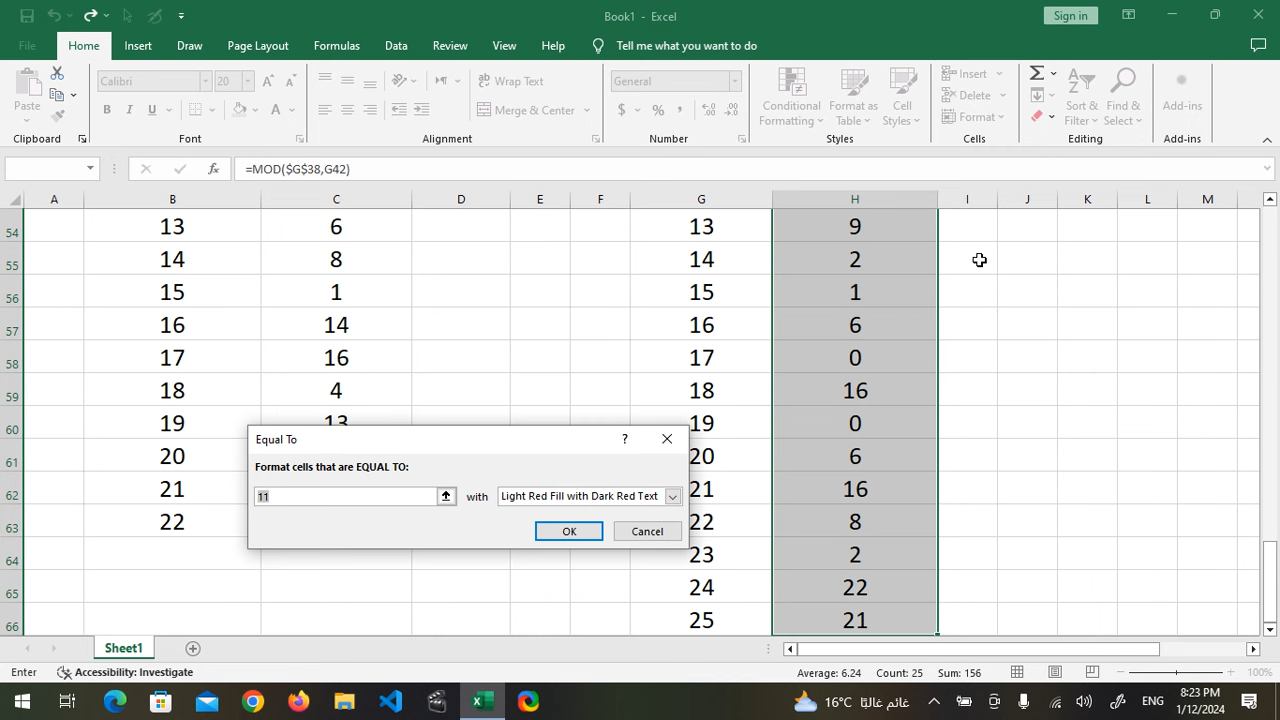 Book1 - Excel
Sign in
File Home Insert Draw Page Layout Formulas Data Review View Help Tell me what you want to do
Paste
Clipboard
Calibri 20
B I U A
Font
Wrap Text
Merge & Center
Alignment
General
$ % ,
Number
Conditional Formatting
Format as Table
Cell Styles
Styles
Insert
Delete
Format
Cells
Sort & Filter
Find & Select
Editing
Add-ins
Add-ins
fx =MOD($G$38,G42)
A B C D E F G H I J K L M
54 13 6 13 9
55 14 8 14 2
56 15 1 15 1
57 16 14 16 6
58 17 16 17 0
59 18 4 18 16
60 19 13 19 0
61 20 20 6
62 21 21 16
63 22 22 8
64 23 2
65 24 22
66 25 21
Equal To ?
Format cells that are EQUAL TO:
11 with Light Red Fill with Dark Red Text
OK Cancel
Sheet1
Enter Accessibility: Investigate Average: 6.24 Count: 25 Sum: 156 100%
16°C غائم غالبًا ENG 8:23 PM
1/12/2024